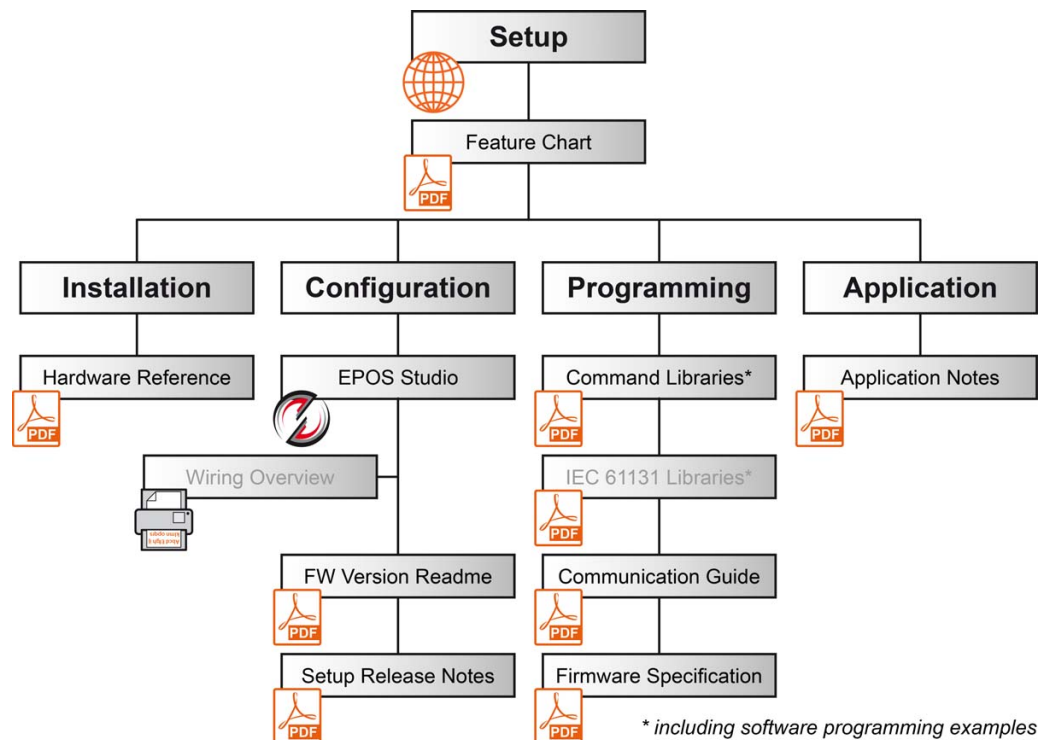 Setup
Feature Chart
PDF
Installation
Configuration
Programming
Application
Hardware Reference
EPOS Studio
Command Libraries*
Application Notes
PDF
PDF
PDF
Wiring Overview
IEC 61131 Libraries*
PDF
FW Version Readme
Communication Guide
PDF
PDF
Setup Release Notes
Firmware Specification
PDF
PDF
* including software programming examples